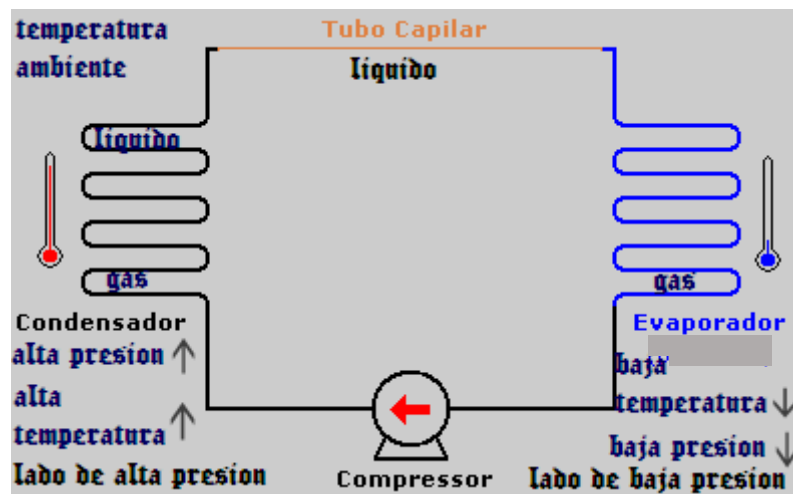 temperatura
ambiente
Tubo Capilar
liquido
liquido
gas
gas
Condensador
alta presion
alta
temperatura
lado de alta presion
Compressor
Evaporador
baja
temperatura
baja presion
lado de baja presion